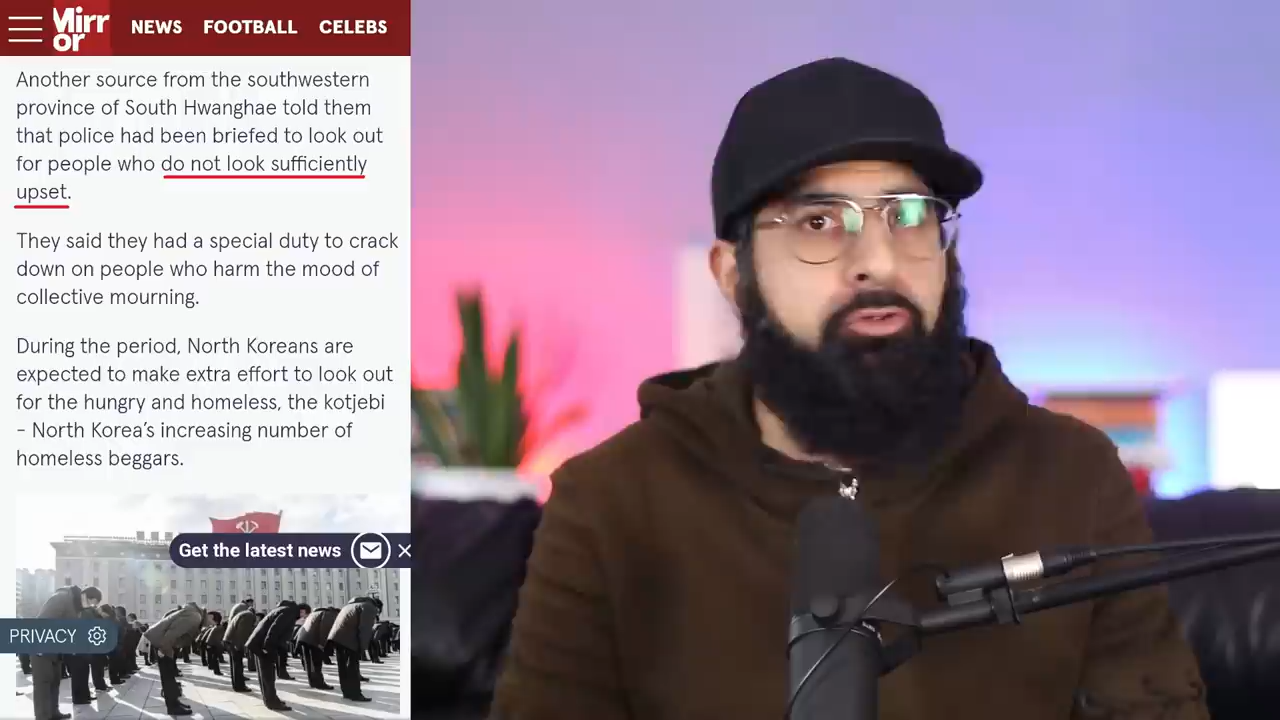 Mirr
or
NEWS FOOTBALL CELEBS
Another source from the southwestern
province of South Hwanghae told them
that police had been briefed to look out
for people who do not look sufficiently
upset.
They said they had a special duty to crack
down on people who harm the mood of
collective mourning.
During the period, North Koreans are
expected to make extra effort to look out
for the hungry and homeless, the kotjebi
- North Korea’s increasing number of
homeless beggars.
Get the latest news
PRIVACY